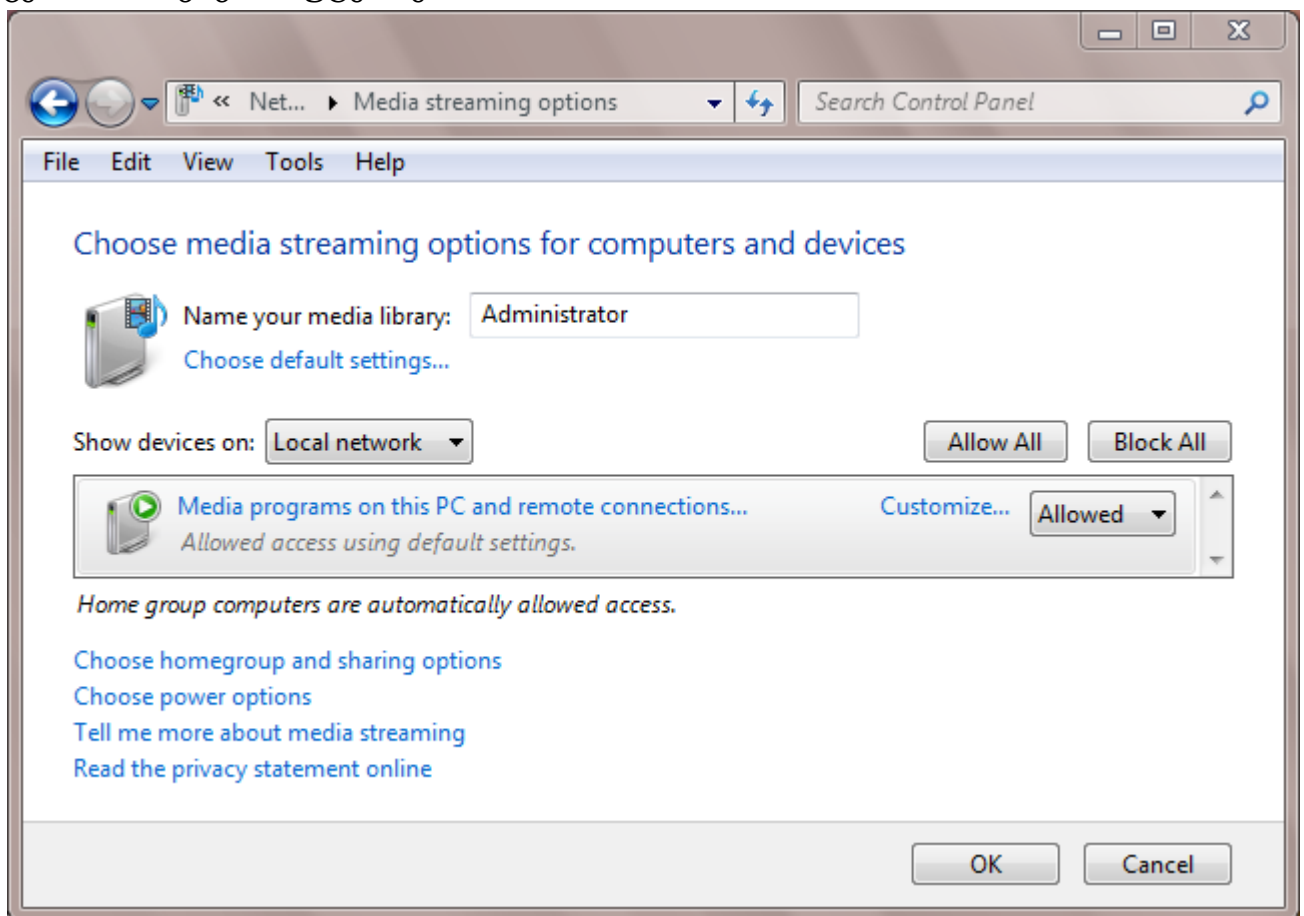 « Net... Media streaming options
Search Control Panel
File Edit View Tools Help
Choose media streaming options for computers and devices
Name your media library: Administrator
Choose default settings...
Show devices on: Local network Allow All Block All
Media programs on this PC and remote connections... Customize... Allowed
Allowed access using default settings.
Home group computers are automatically allowed access.
Choose homegroup and sharing options
Choose power options
Tell me more about media streaming
Read the privacy statement online
OK Cancel